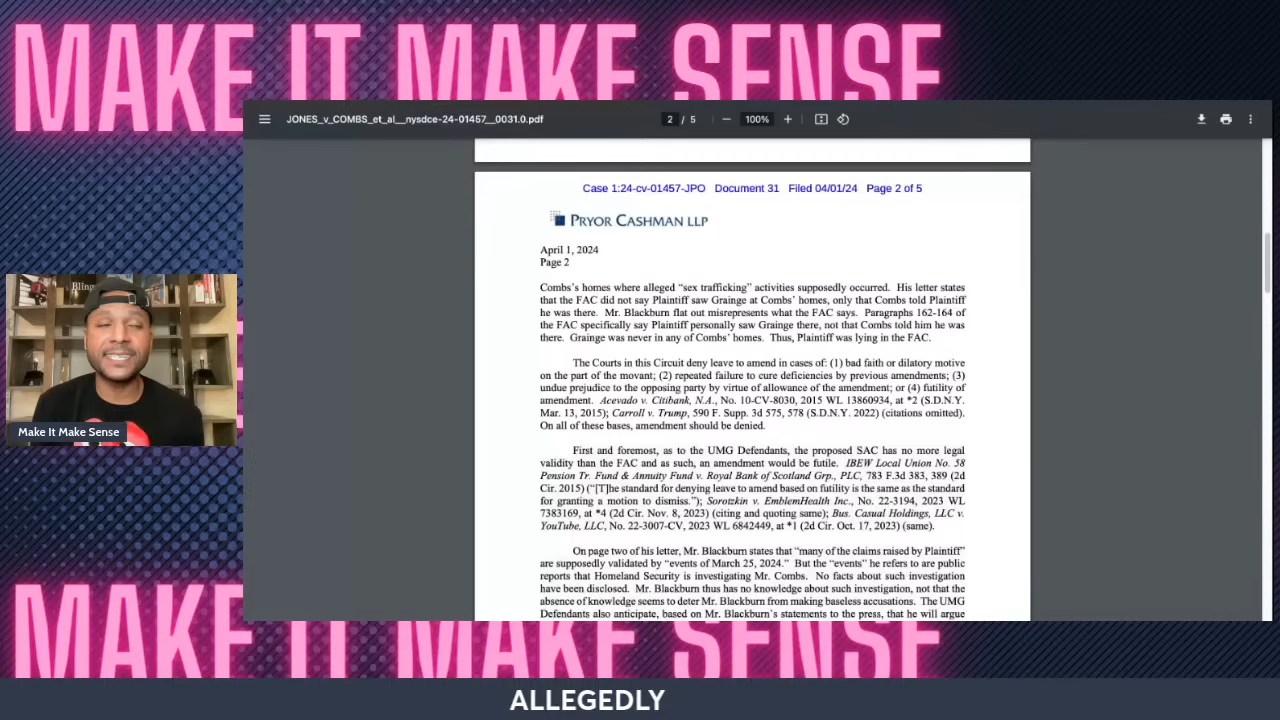 MAKE IT MAKE SENSE
JONES_v_COMBS_et_al__nysdce-24-01457__0031.0.pdf
2 / 5
100%
Case 1:24-cv-01457-JPO Document 31 Filed 04/01/24 Page 2 of 5
PRYOR CASHMAN LLP
April 1, 2024
Page 2
Combs's homes where alleged "sex trafficking" activities supposedly occurred. His letter states
that the FAC did not say Plaintiff saw Grainge at Combs' homes, only that Combs told Plaintiff
he was there. Mr. Blackburn flat out misrepresents what the FAC says. Paragraphs 162-164 of
the FAC specifically say Plaintiff personally saw Grainge there, not that Combs told him he was
there. Grainge was never in any of Combs' homes. Thus, Plaintiff was lying in the FAC.
The Courts in this Circuit deny leave to amend in cases of: (1) bad faith or dilatory motive
on the part of the movant; (2) repeated failure to cure deficiencies by previous amendments; (3)
undue prejudice to the opposing party by virtue of allowance of the amendment; or (4) futility of
amendment. Acevado v. Citibank, N.A., No. 10-CV-8030, 2015 WL 13860934, at *2 (S.D.N.Y.
Mar. 13, 2015); Carroll v. Trump, 590 F. Supp. 3d 575, 578 (S.D.N.Y. 2022) (citations omitted).
On all of these bases, amendment should be denied.
First and foremost, as to the UMG Defendants, the proposed SAC has no more legal
validity than the FAC and as such, an amendment would be futile. IBEW Local Union No. 58
Pension Tr. Fund & Annuity Fund v. Royal Bank of Scotland Grp., PLC, 783 F.3d 383, 389 (2d
Cir. 2015) ("[T]he standard for denying leave to amend based on futility is the same as the standard
for granting a motion to dismiss."); Sorotzkin v. EmblemHealth Inc., No. 22-3194, 2023 WL
7383169, at *4 (2d Cir. Nov. 8, 2023) (citing and quoting same); Bus. Casual Holdings, LLC v.
YouTube, LLC, No. 22-3007-CV, 2023 WL 6842449, at *1 (2d Cir. Oct. 17, 2023) (same).
On page two of his letter, Mr. Blackburn states that "many of the claims raised by Plaintiff"
are supposedly validated by "events of March 25, 2024." But the "events" he refers to are public
reports that Homeland Security is investigating Mr. Combs. No facts about such investigation
have been disclosed. Mr. Blackburn thus has no knowledge about such investigation, not that the
absence of knowledge seems to deter Mr. Blackburn from making baseless accusations. The UMG
Defendants also anticipate, based on Mr. Blackburn's statements to the press, that he will argue
Bling
Make It Make Sense
MAKE IT MAKE SENSE
ALLEGEDLY